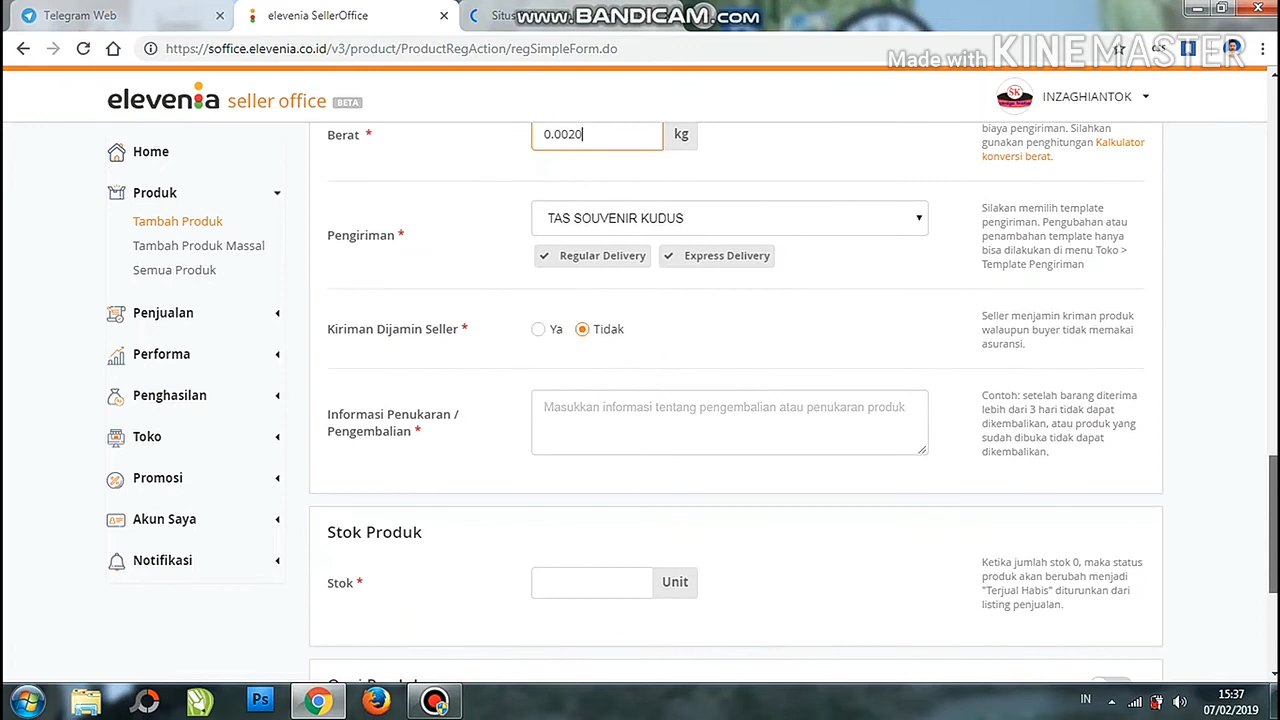 Telegram Web
elevenia SellerOffice
Situs
www.BANDICAM.com
https://soffice.elevenia.co.id/v3/product/ProductRegAction/regSimpleForm.do
Made with KINEMASTER
elevenia seller office BETA
SK
INZAGHIANTOK
Home
Produk
Tambah Produk
Tambah Produk Massal
Semua Produk
Penjualan
Performa
Penghasilan
Toko
Promosi
Akun Saya
Notifikasi
Berat *
0.0020
kg
biaya pengiriman. Silahkan
gunakan penghitungan Kalkulator
konversi berat.
Pengiriman *
TAS SOUVENIR KUDUS
Regular Delivery
Express Delivery
Silakan memilih template
pengiriman. Pengubahan atau
penambahan template hanya
bisa dilakukan di menu Toko >
Template Pengiriman
Kiriman Dijamin Seller *
Ya
Tidak
Seller menjamin kriman produk
walaupun buyer tidak memakai
asuransi.
Informasi Penukaran /
Pengembalian *
Masukkan informasi tentang pengembalian atau penukaran produk
Contoh: setelah barang diterima
lebih dari 3 hari tidak dapat
dikembalikan, atau produk yang
sudah dibuka tidak dapat
dikembalikan.
Stok Produk
Stok *
Unit
Ketika jumlah stok 0, maka status
produk akan berubah menjadi
"Terjual Habis" diturunkan dari
listing penjualan.
Ps
IN
15:37
07/02/2019